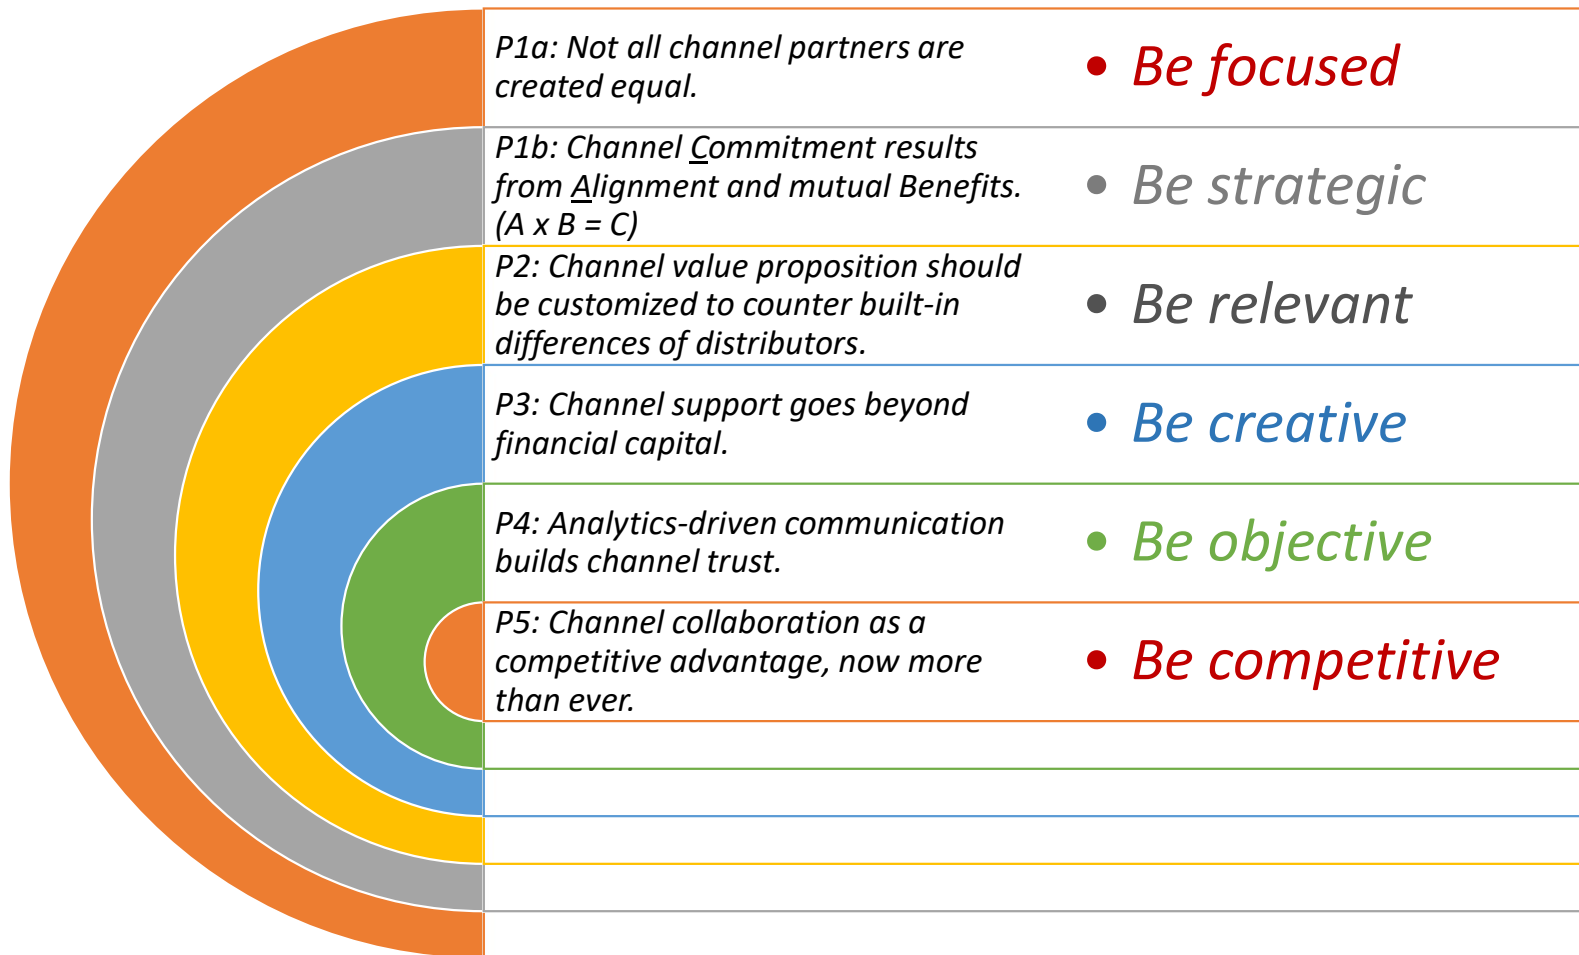 P1a: Not all channel partners are
created equal.
• Be focused
P1b: Channel Commitment results
from Alignment and mutual Benefits.
(A x B = C)
• Be strategic
P2: Channel value proposition should
be customized to counter built-in
differences of distributors.
• Be relevant
P3: Channel support goes beyond
financial capital.
• Be creative
P4: Analytics-driven communication
builds channel trust.
• Be objective
P5: Channel collaboration as a
competitive advantage, now more
than ever.
• Be competitive